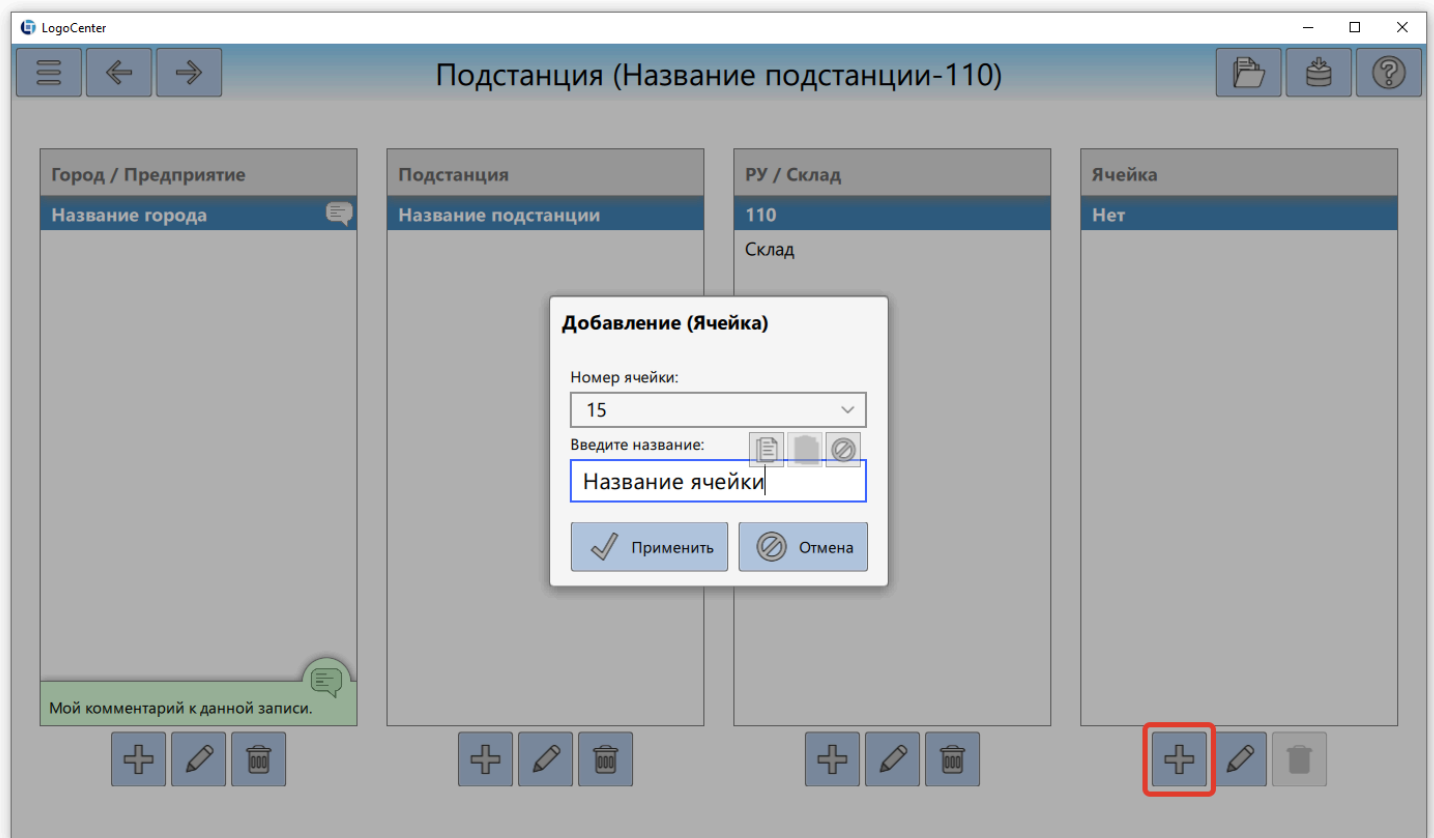 LogoCenter
Подстанция (Название подстанции-110)
Город / Предприятие
Название города
Мой комментарий к данной записи.
Подстанция
Название подстанции
РУ / Склад
110
Склад
Ячейка
Нет
Добавление (Ячейка)
Номер ячейки:
15
Введите название:
Название ячейки
Применить
Отмена